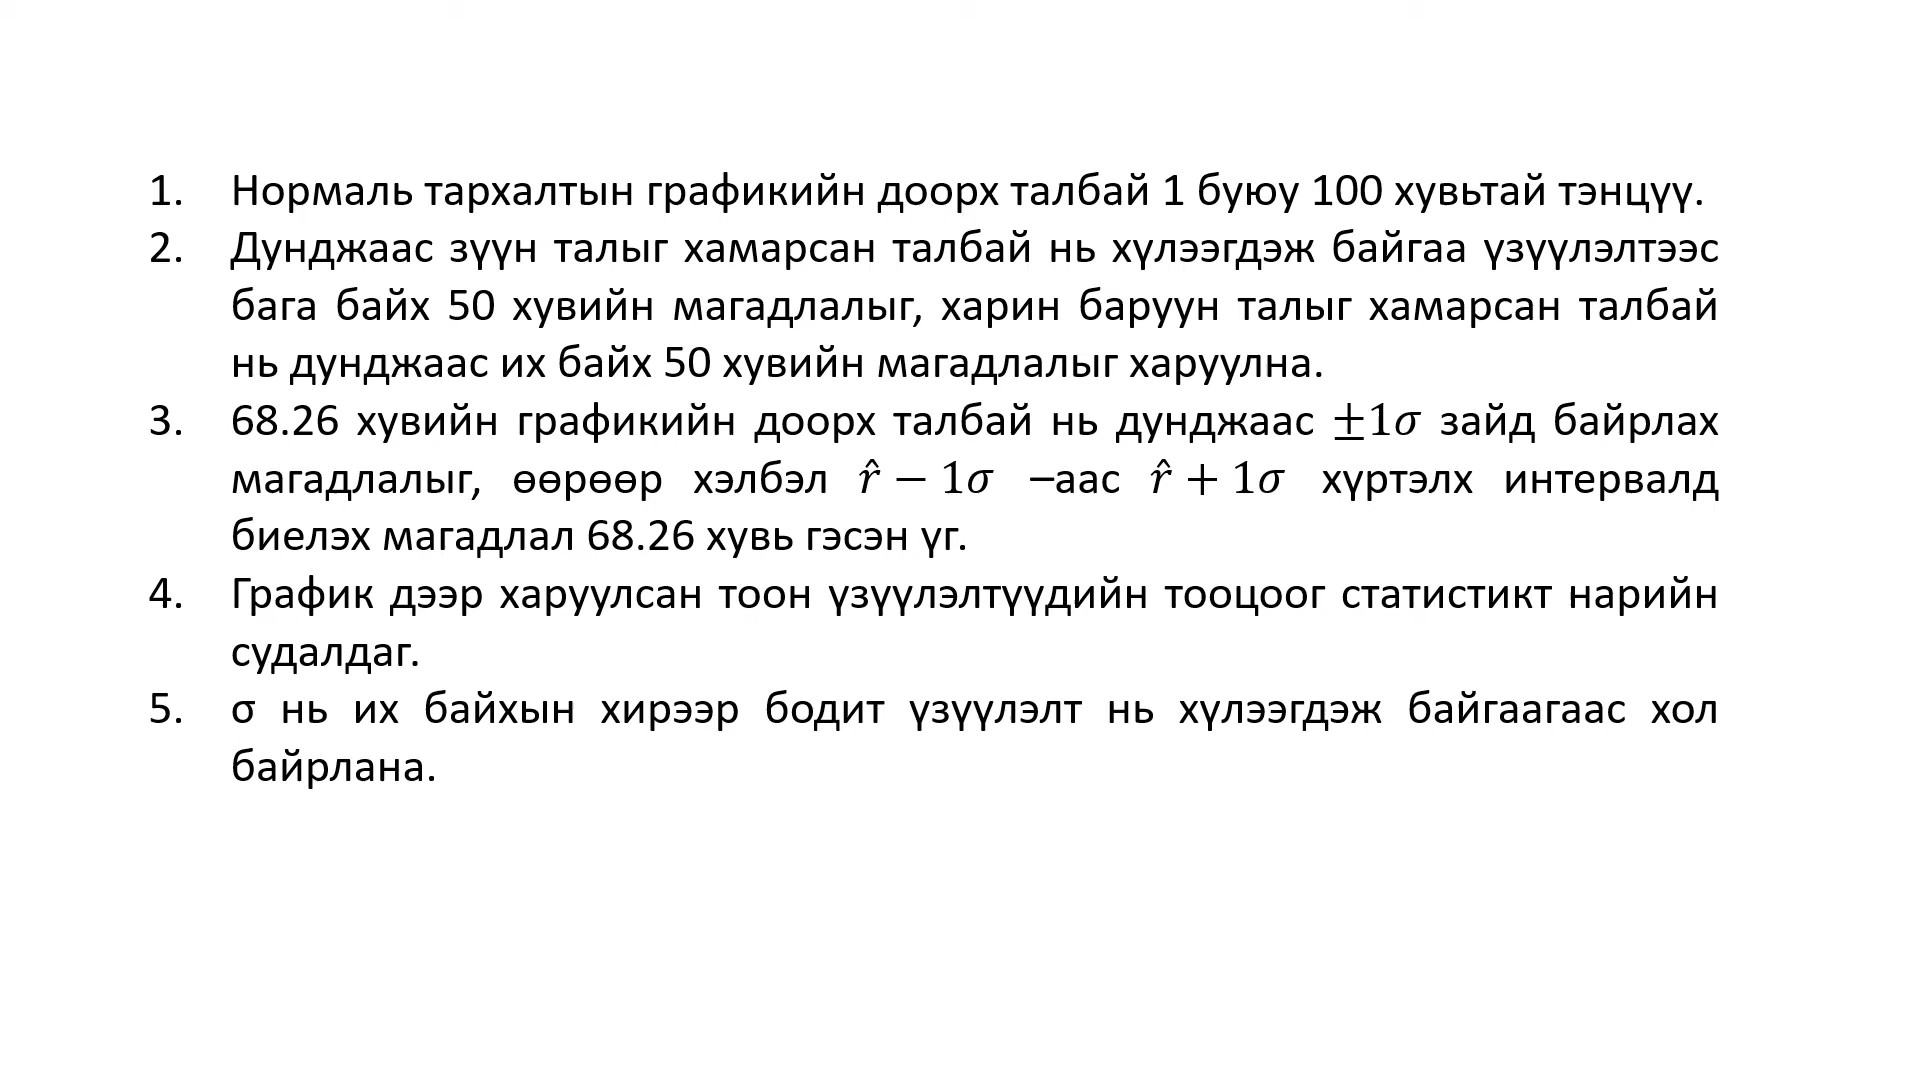 1. Нормаль тархалтын графикийн доорх талбай 1 буюу 100 хувьтай тэнцүү.
2. Дунджаас зүүн талыг хамарсан талбай нь хүлээгдэж байгаа үзүүлэлтээс
бага байх 50 хувийн магадлалыг, харин баруун талыг хамарсан талбай
нь дунджаас их байх 50 хувийн магадлалыг харуулна.
3. 68.26 хувийн графикийн доорх талбай нь дунджаас ±1σ зайд байрлах
магадлалыг, өөрөөр хэлбэл r̂ − 1σ –аас r̂ + 1σ хүртэлх интервалд
биелэх магадлал 68.26 хувь гэсэн үг.
4. График дээр харуулсан тоон үзүүлэлтүүдийн тооцоог статистикт нарийн
судалдаг.
5. σ нь их байхын хирээр бодит үзүүлэлт нь хүлээгдэж байгаагаас хол
байрлана.